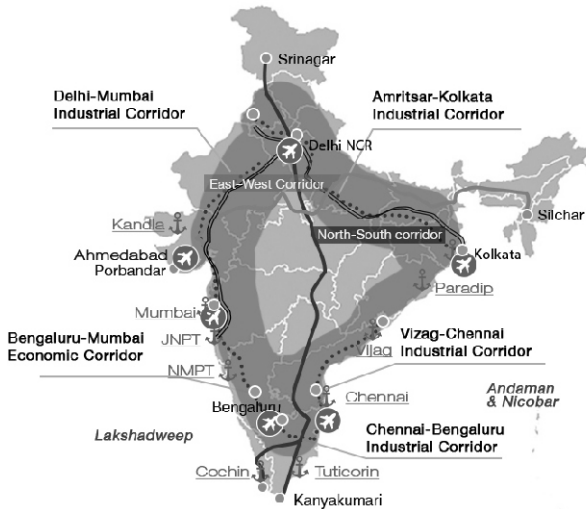 Srinagar
Delhi-Mumbai
Industrial Corridor
Amritsar-Kolkata
Industrial Corridor
Delhi NCR
East-West Corridor
Kandla
North-South corridor
Silchar
Kolkata
Ahmedabad
Porbandar
Paradip
Mumbai
JNPT
Bengaluru-Mumbai
Economic Corridor
Vizag-Chennai
Industrial Corridor
NMPT
Bengaluru
Chennai
Andaman
& Nicobar
Lakshadweep
Chennai-Bengaluru
Industrial Corridor
Cochin
Tuticorin
Kanyakumari